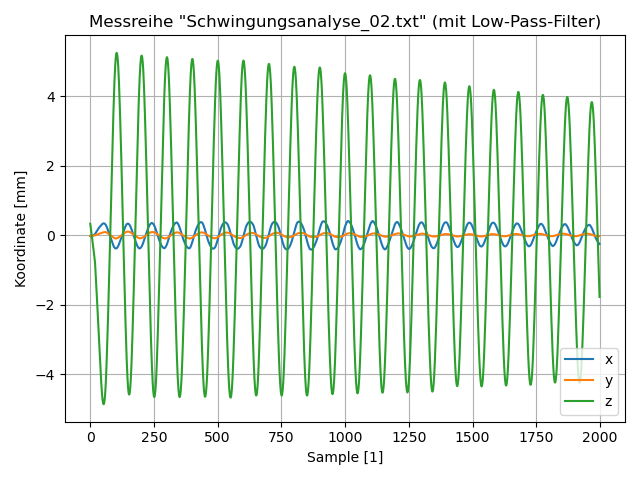 Messreihe "Schwingungsanalyse_02.txt" (mit Low-Pass-Filter)
Koordinate [mm]
4
2
0
−2
−4
0 250 500 750 1000 1250 1500 1750 2000
Sample [1]
x
y
z